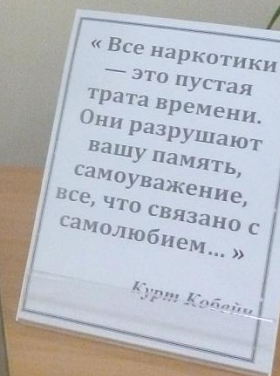 « Все наркотики
— это пустая
трата времени.
Они разрушают
вашу память,
самоуважение,
все, что связано с
самолюбием... »
Курт Кобейн